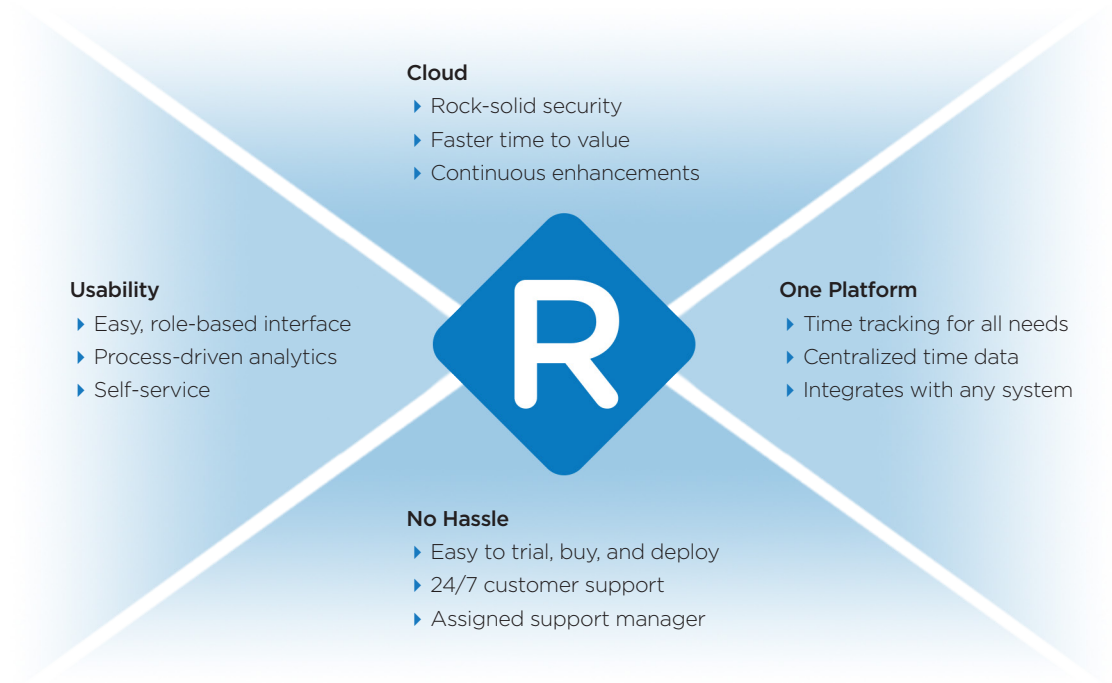 Cloud
Rock-solid security
Faster time to value
Continuous enhancements
Usability
Easy, role-based interface
Process-driven analytics
Self-service
R
One Platform
Time tracking for all needs
Centralized time data
Integrates with any system
No Hassle
Easy to trial, buy, and deploy
24/7 customer support
Assigned support manager